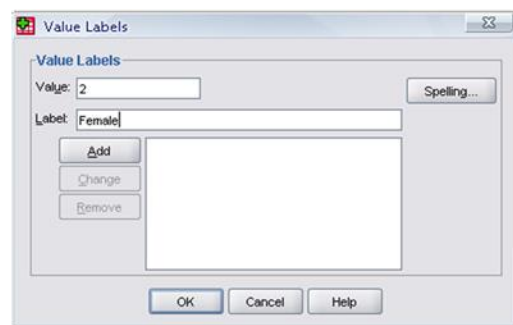 Value Labels
Value Labels
Value: 2
Spelling...
Label: Female
Add
Change
Remove
OK Cancel Help